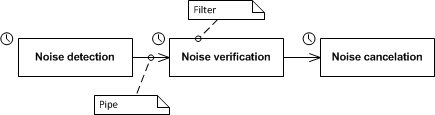 Filter
Noise detection
Noise verification
Noise cancelation
Pipe